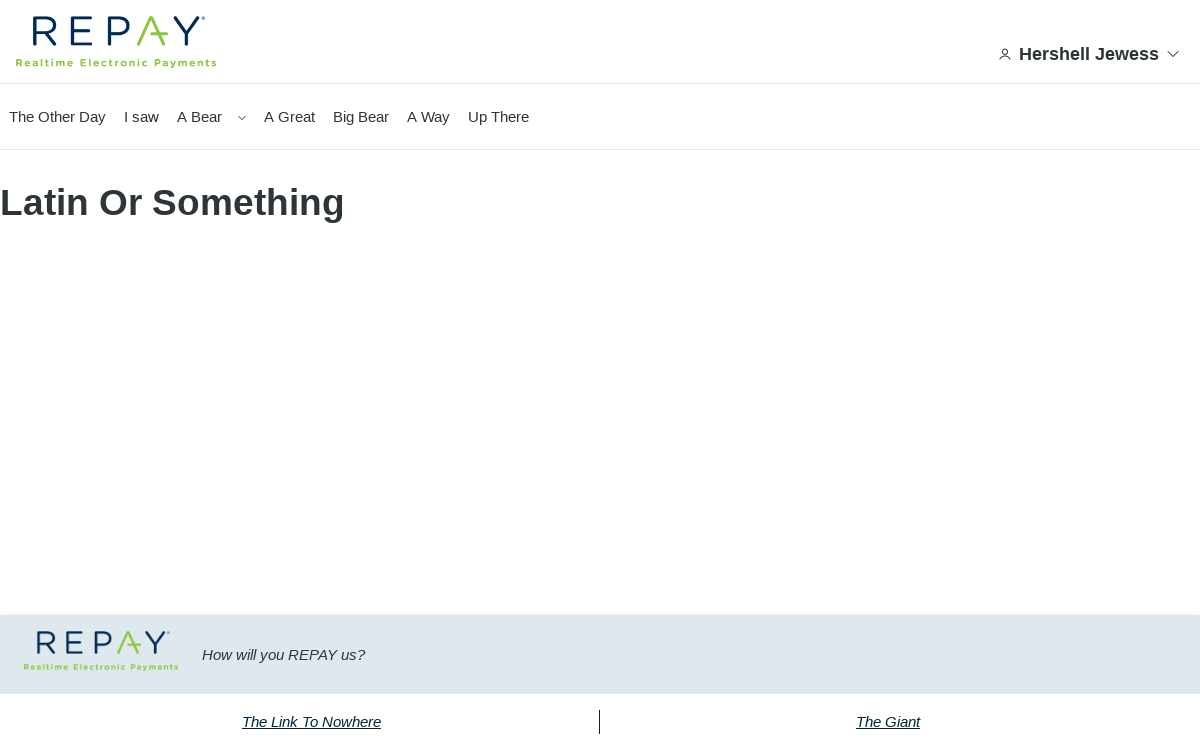 REPAY
Realtime Electronic Payments
Hershell Jewess
The Other Day I saw A Bear A Great Big Bear A Way Up There
Latin Or Something
REPAY
Realtime Electronic Payments
How will you REPAY us?
The Link To Nowhere The Giant